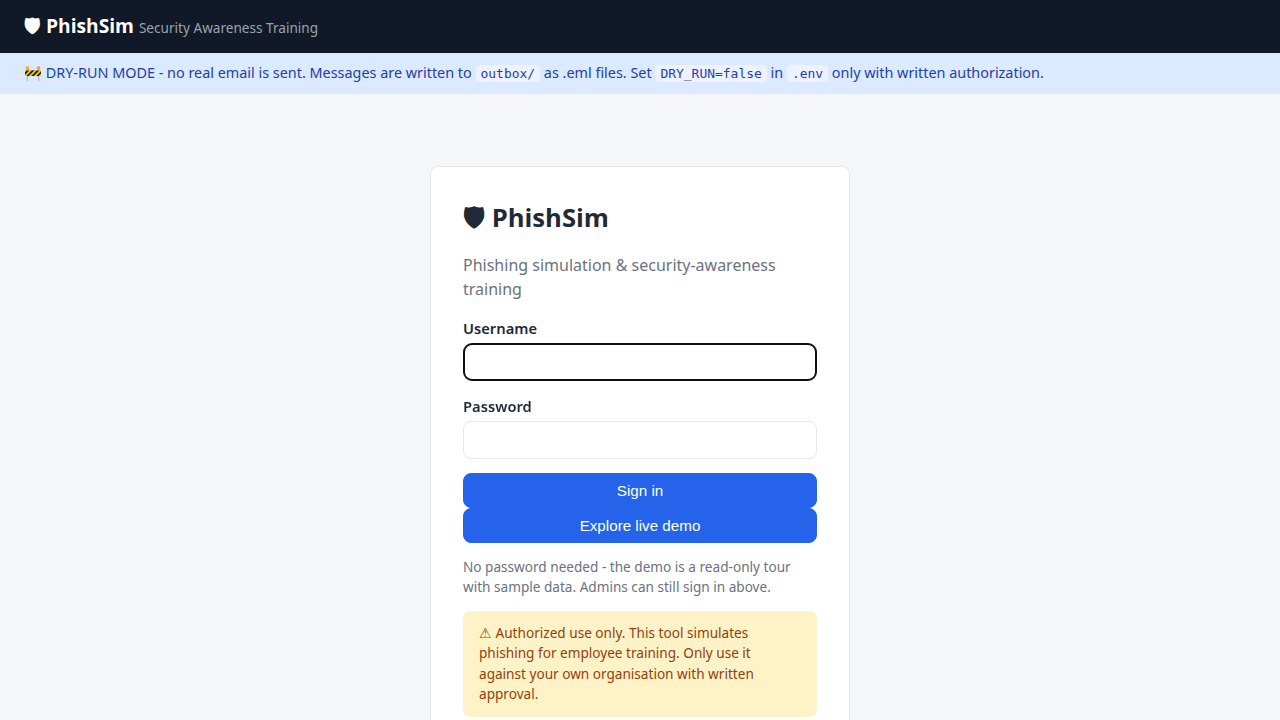 🛡 PhishSim Security Awareness Training
🚧 DRY-RUN MODE - no real email is sent. Messages are written to outbox/ as .eml files. Set DRY_RUN=false in .env only with written authorization.
🛡 PhishSim
Phishing simulation & security-awareness
training
Username
Password
Sign in
Explore live demo
No password needed - the demo is a read-only tour
with sample data. Admins can still sign in above.
⚠ Authorized use only. This tool simulates
phishing for employee training. Only use it
against your own organisation with written
approval.